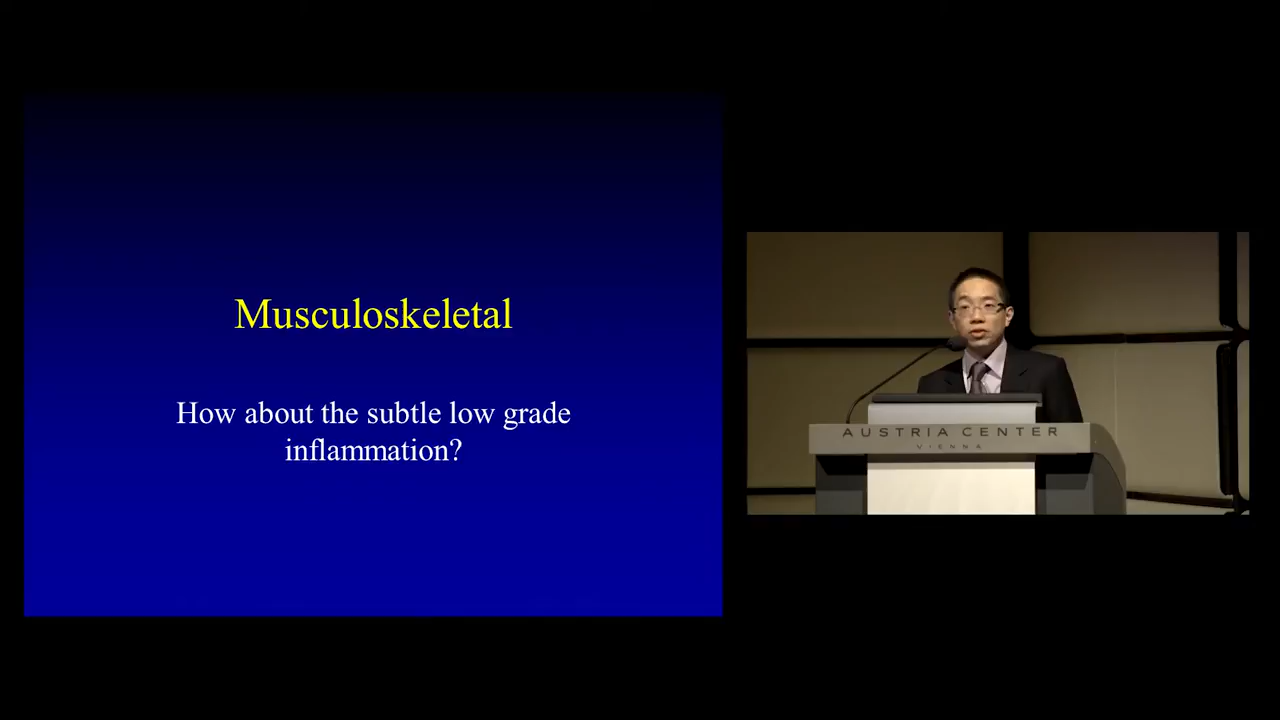 Musculoskeletal
How about the subtle low grade
inflammation?
AUSTRIA CENTER
VIENNA